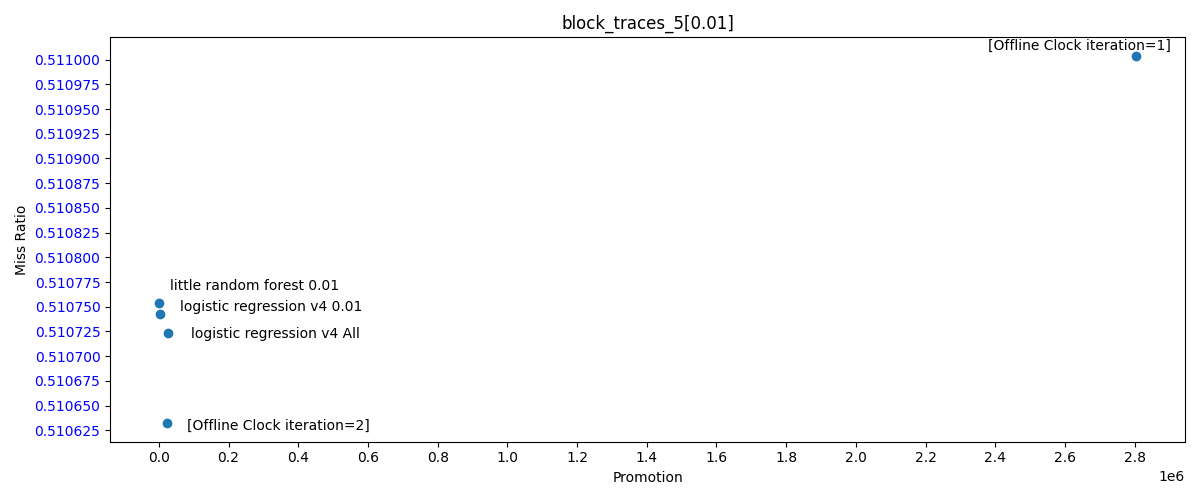 block_traces_5[0.01]
[Offline Clock iteration=1]
0.511000
0.510975
0.510950
0.510925
0.510900
0.510875
0.510850
0.510825
0.510800
0.510775
0.510750
0.510725
0.510700
0.510675
0.510650
0.510625
Miss Ratio
little random forest 0.01
logistic regression v4 0.01
logistic regression v4 All
[Offline Clock iteration=2]
0.0 0.2 0.4 0.6 0.8 1.0 1.2 1.4 1.6 1.8 2.0 2.2 2.4 2.6 2.8
Promotion
1e6